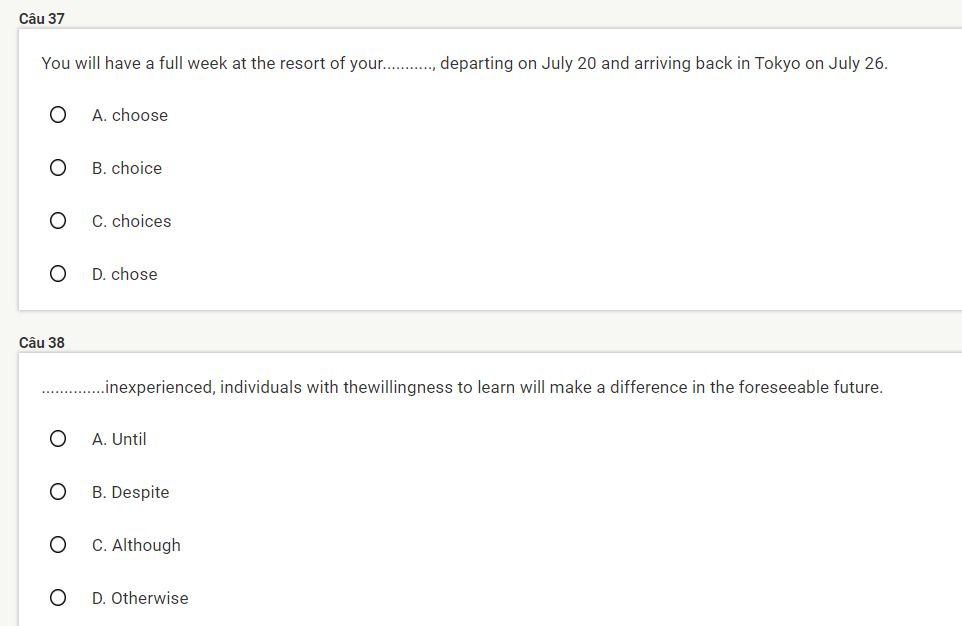 Câu 37
You will have a full week at the resort of your..........., departing on July 20 and arriving back in Tokyo on July 26.
A. choose
B. choice
C. choices
D. chose
Câu 38
..............inexperienced, individuals with thewillingness to learn will make a difference in the foreseeable future.
A. Until
B. Despite
C. Although
D. Otherwise